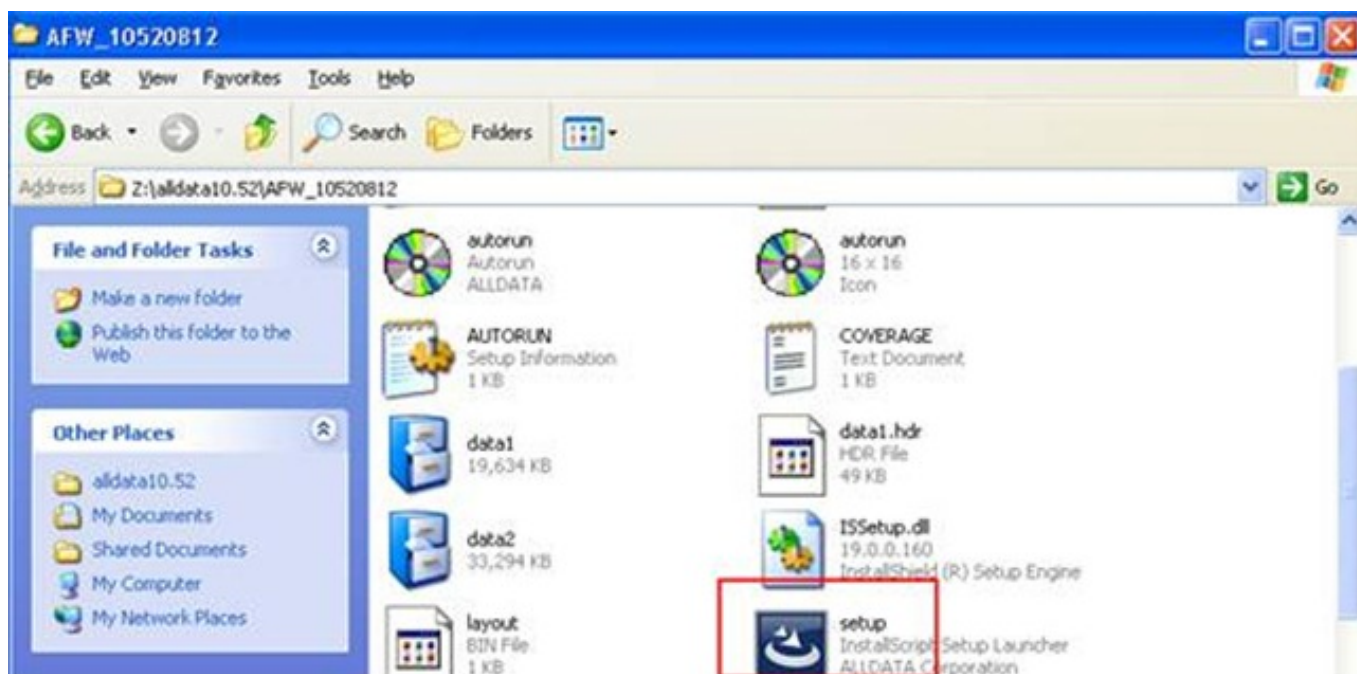 AFW_10520812
File Edit View Favorites Tools Help
Back Search Folders
Address Z:\alldata10.52\AFW_10520812 Go
File and Folder Tasks
Make a new folder
Publish this folder to the
Web
Other Places
alldata10.52
My Documents
Shared Documents
My Computer
My Network Places
autorun
Autorun
ALLDATA
autorun
16 x 16
Icon
AUTORUN
Setup Information
1 KB
COVERAGE
Text Document
1 KB
data1
19,634 KB
data1.hdr
HDR File
49 KB
data2
33,294 KB
ISSetup.dll
19.0.0.160
InstallShield (R) Setup Engine
layout
BIN File
1 KB
setup
InstallScript Setup Launcher
ALLDATA Corporation